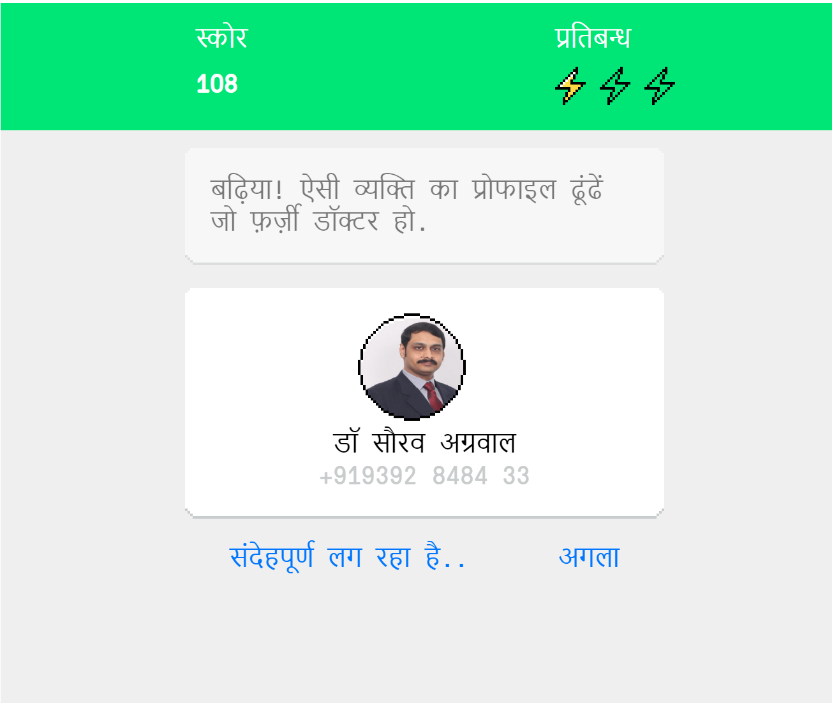 स्कोर प्रतिबन्ध
108
बढ़िया! ऐसी व्यक्ति का प्रोफाइल ढूंढें
जो फ़र्ज़ी डॉक्टर हो.
डॉ सौरव अग्रवाल
+919392 8484 33
संदेहपूर्ण लग रहा है.. अगला